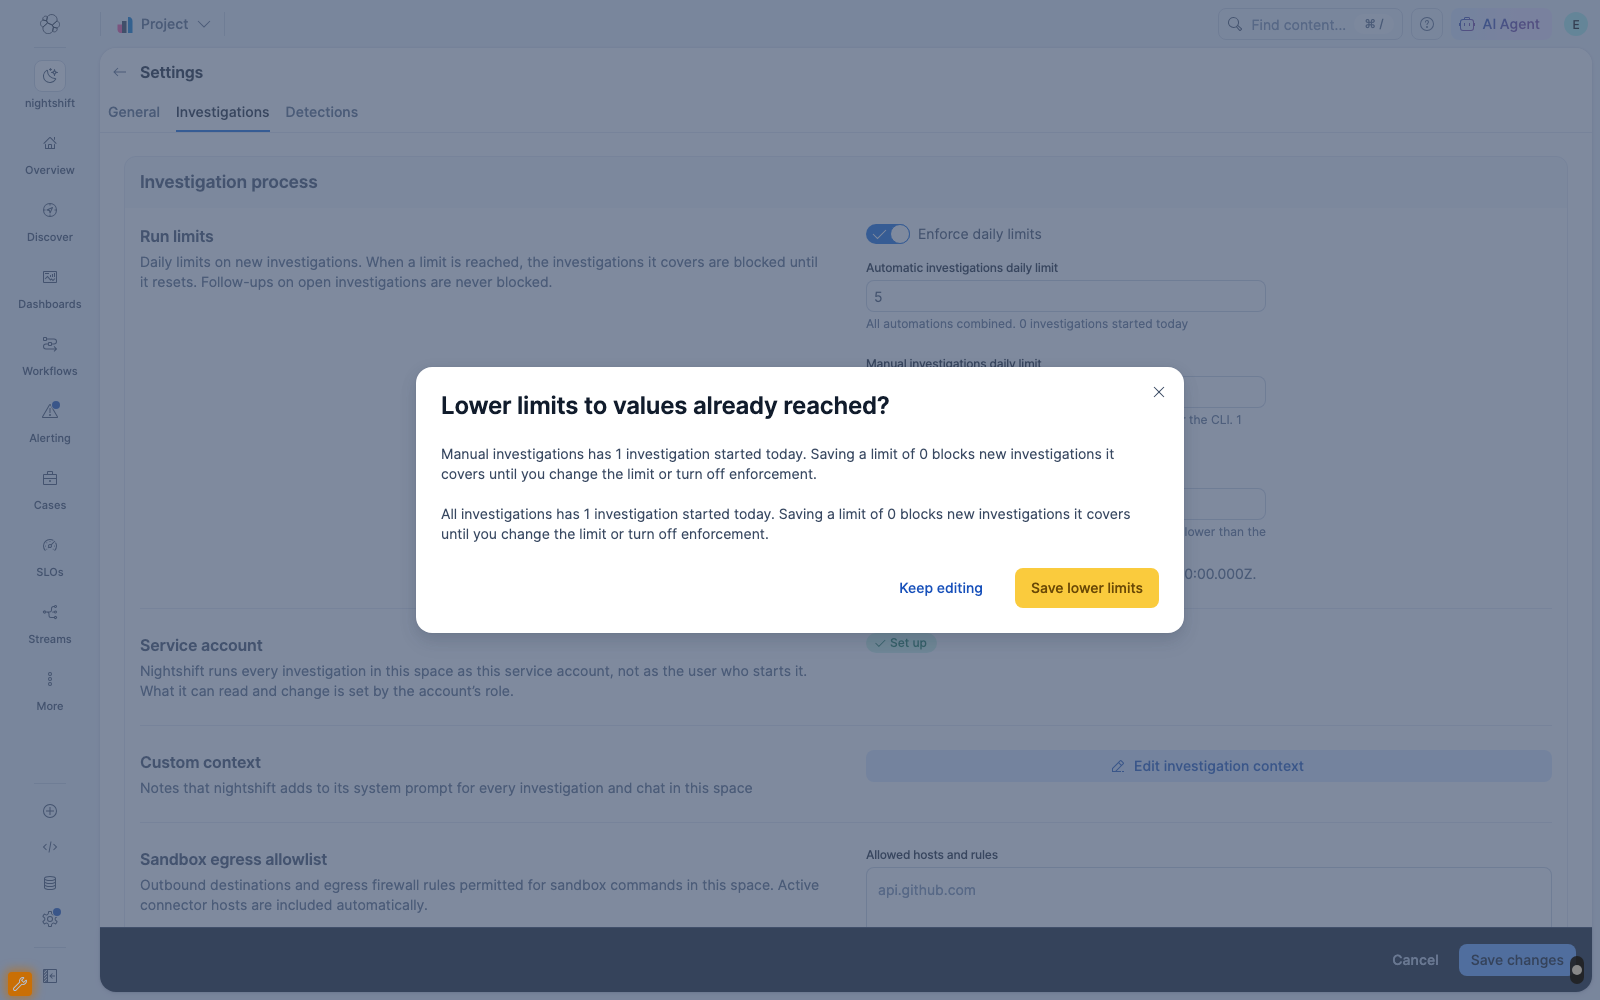 Project
Find content...
⌘ /
AI Agent
E
nightshift
Overview
Discover
Dashboards
Workflows
Alerting
Cases
SLOs
Streams
More
Settings
General
Investigations
Detections
Investigation process
Run limits
Daily limits on new investigations. When a limit is reached, the investigations it covers are blocked until
it resets. Follow-ups on open investigations are never blocked.
Enforce daily limits
Automatic investigations daily limit
5
All automations combined. 0 investigations started today
Manual investigations daily limit
the CLI. 1
lower than the
0:00.000Z.
Lower limits to values already reached?
Manual investigations has 1 investigation started today. Saving a limit of 0 blocks new investigations it
covers until you change the limit or turn off enforcement.
All investigations has 1 investigation started today. Saving a limit of 0 blocks new investigations it covers
until you change the limit or turn off enforcement.
Keep editing
Save lower limits
Service account
Nightshift runs every investigation in this space as this service account, not as the user who starts it.
What it can read and change is set by the account's role.
Set up
Custom context
Notes that nightshift adds to its system prompt for every investigation and chat in this space
Edit investigation context
Sandbox egress allowlist
Outbound destinations and egress firewall rules permitted for sandbox commands in this space. Active
connector hosts are included automatically.
Allowed hosts and rules
api.github.com
Cancel
Save changes